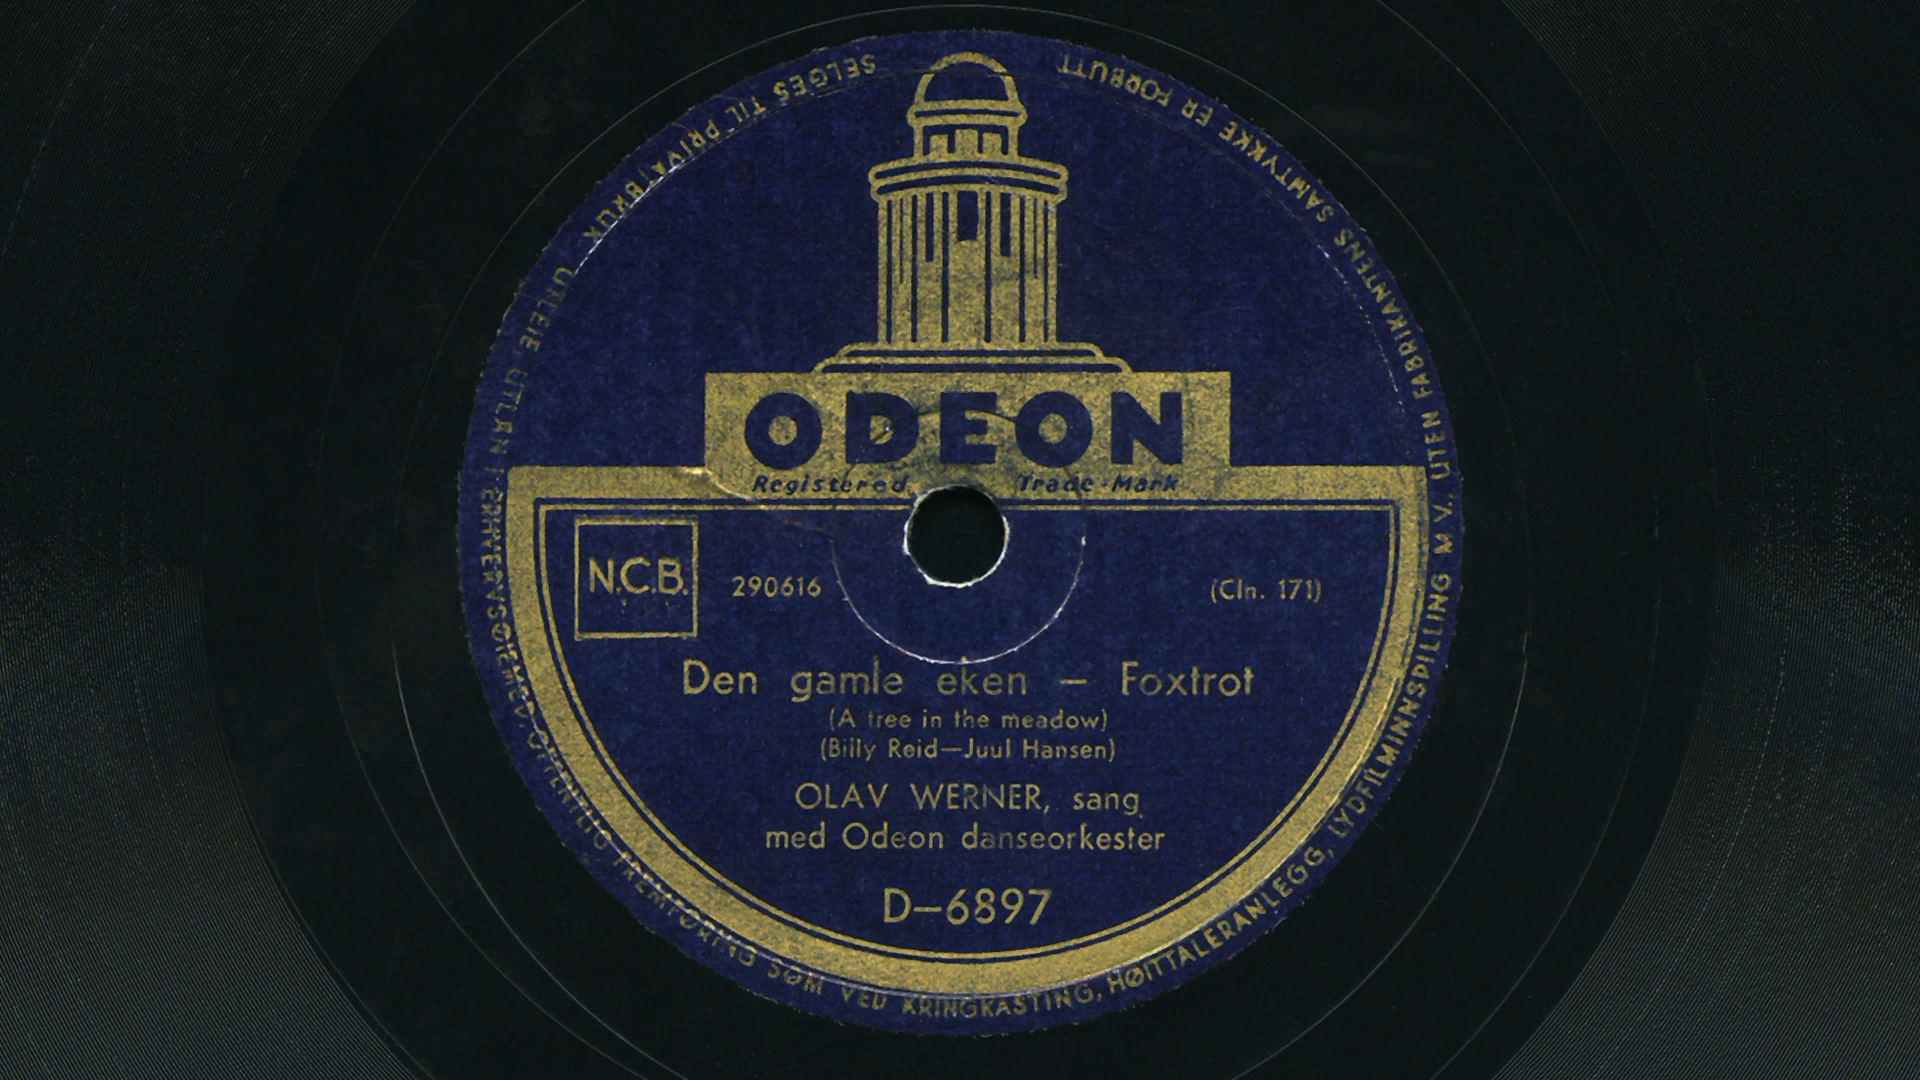 ODEON
Registered Trade Mark
N.C.B.
290616
(Cln. 171)
Den gamle eken – Foxtrot
(A tree in the meadow)
(Billy Reid—Juul Hansen)
OLAV WERNER, sang
med Odeon danseorkester
D–6897
SELGES TIL PRIVATBRUK. UTLEIE, UTLÅN I ERHVERVSØIEMED, OFFENTLIG FREMFØRING SOM VED KRINGKASTING, HØITTALERANLEGG, LYDFILMINNSPILLING M.V. UTEN FABRIKANTENS SAMTYKKE ER FORBUTT